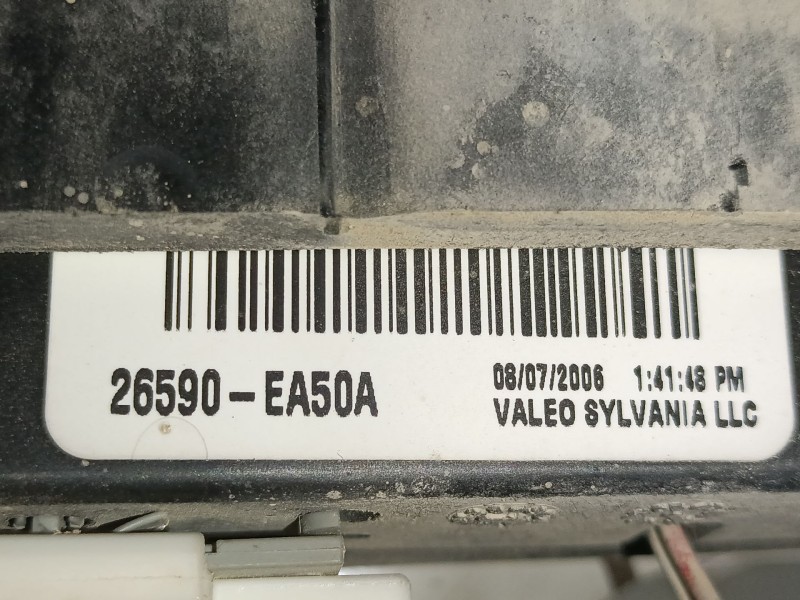 26590-EA50A
08/07/2006 1:41:48 PM
VALEO SYLVANIA LLC